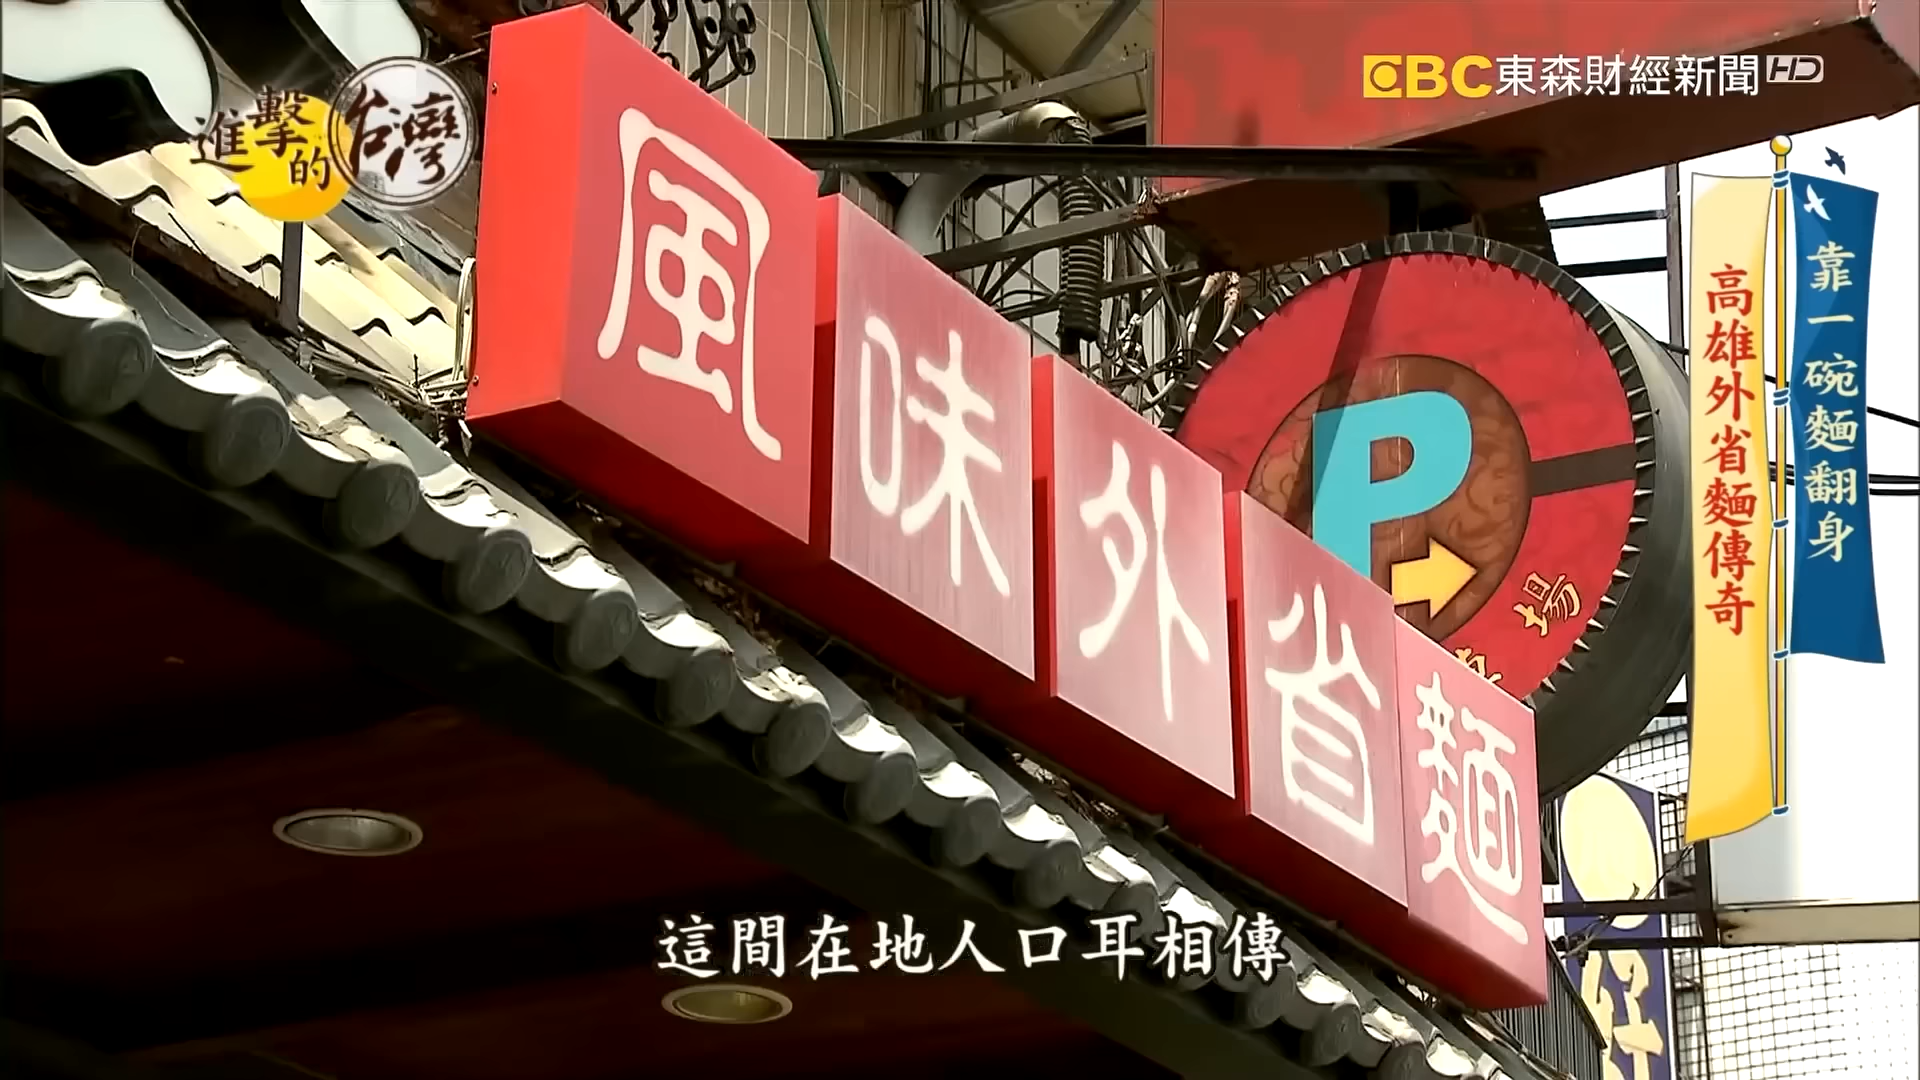 進擊的台灣
EBC東森財經新聞HD
靠一碗麵翻身
高雄外省麵傳奇
風味外省麵
P
場
好
這間在地人口耳相傳